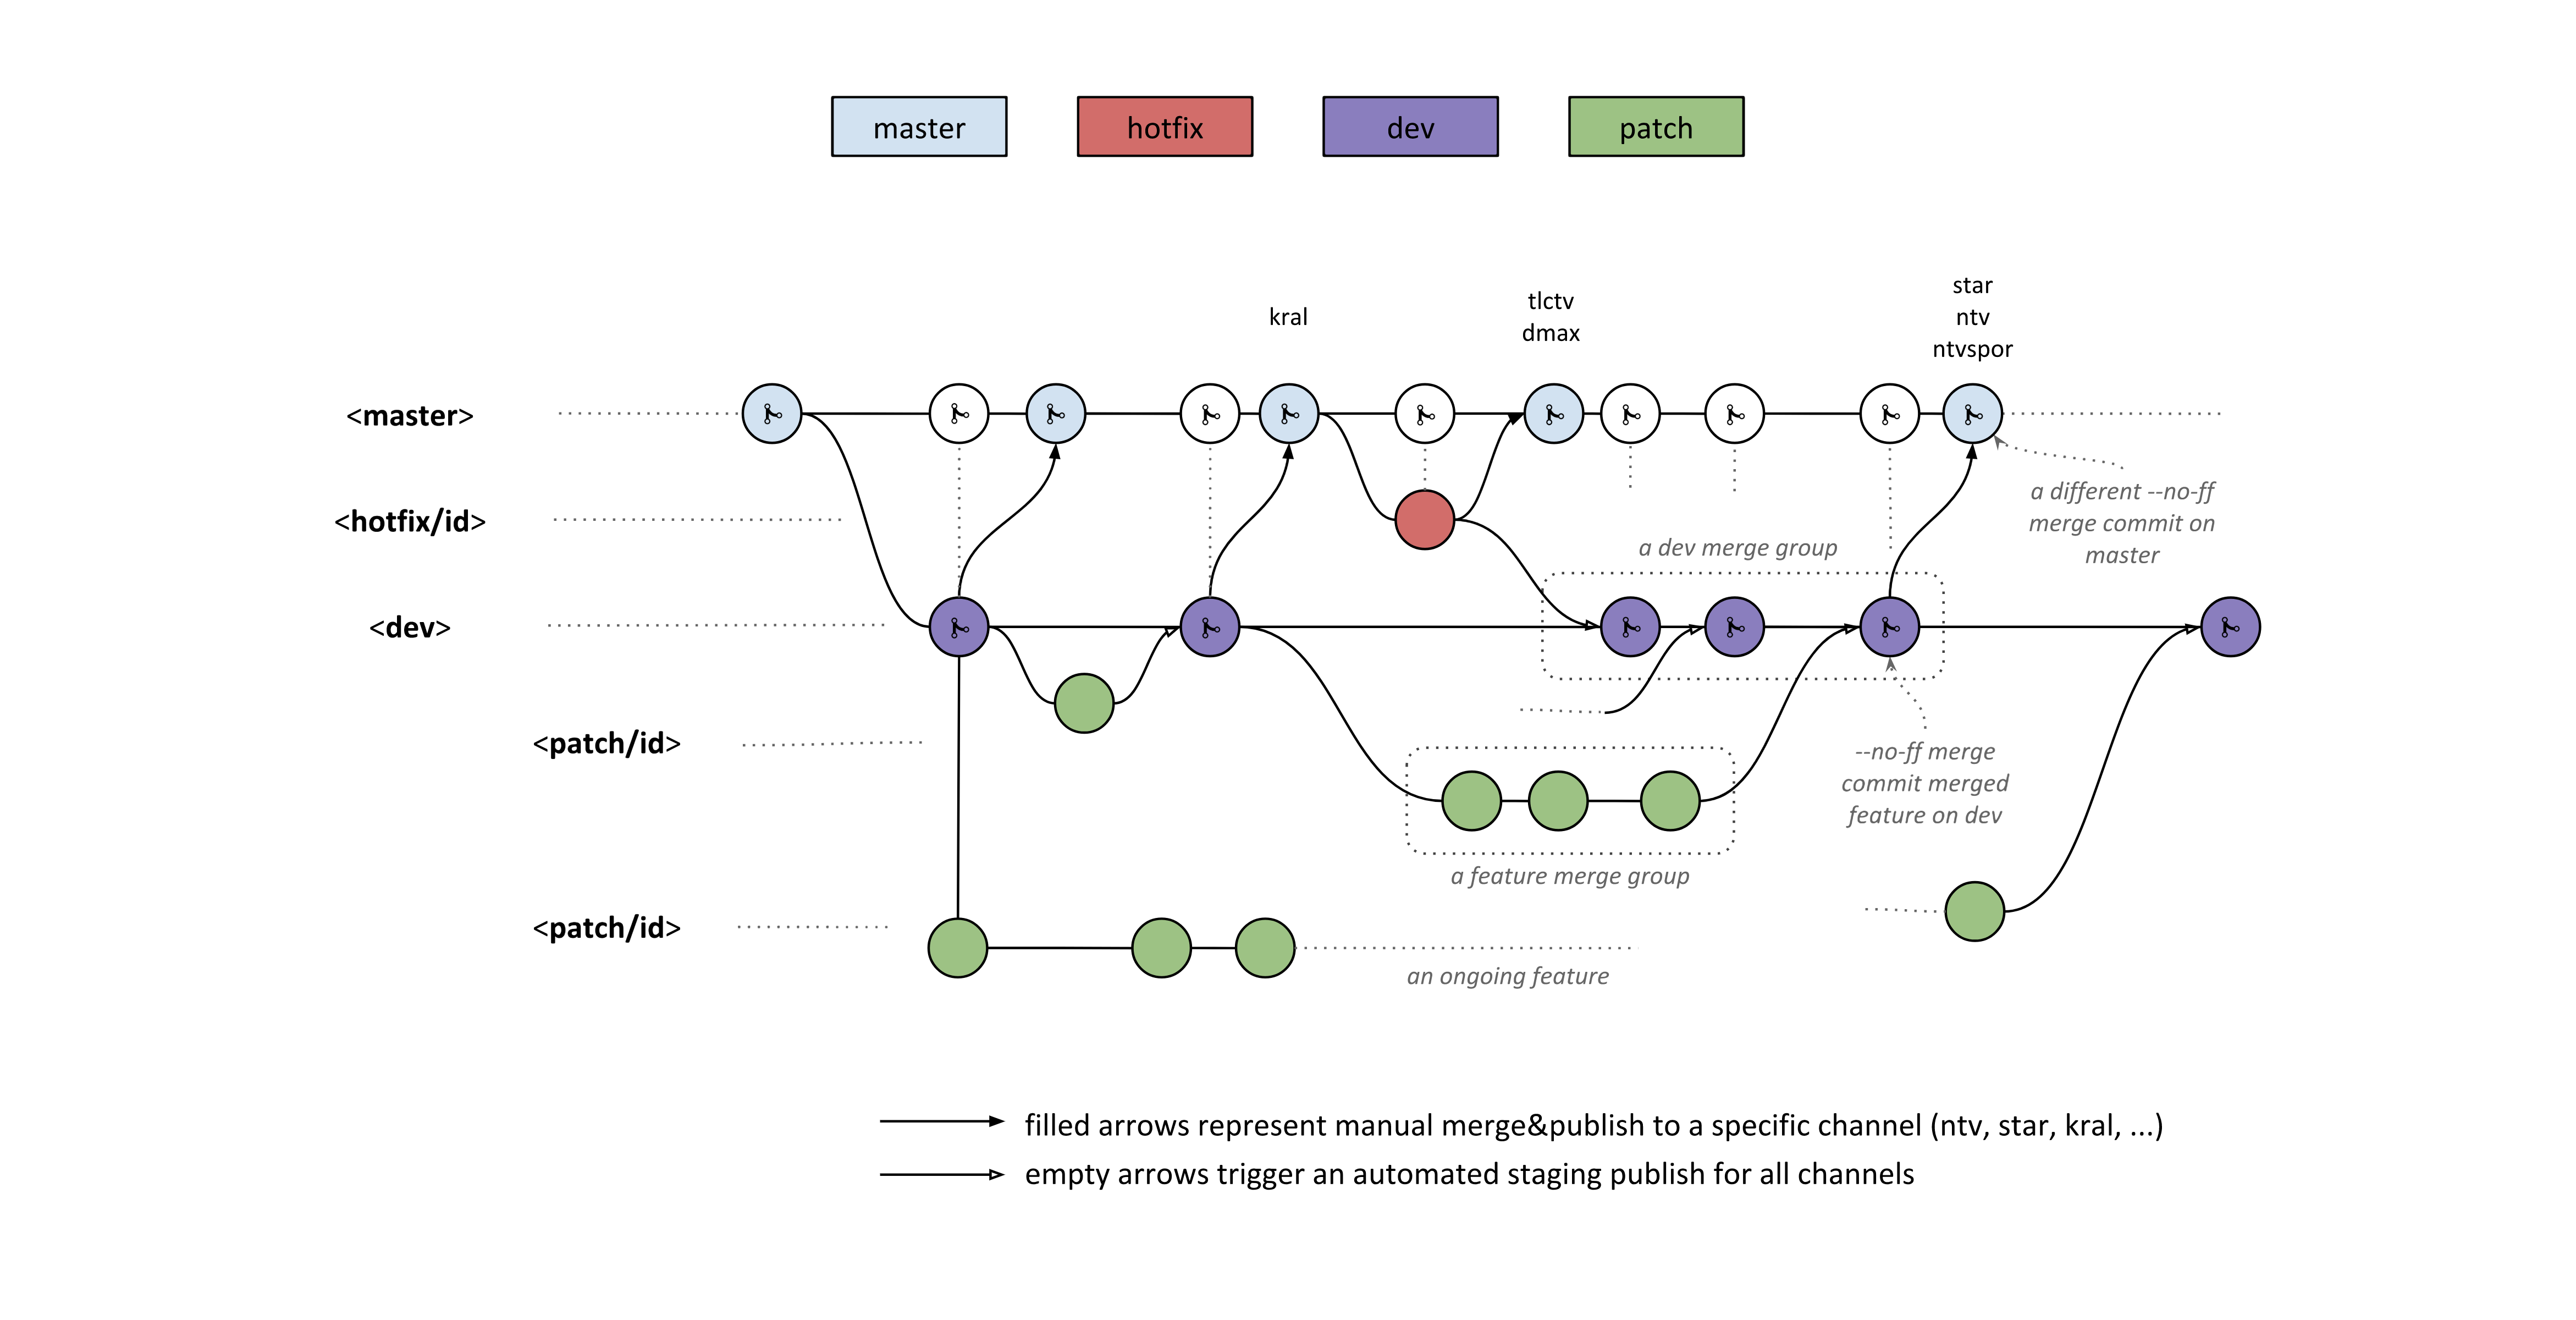 master
hotfix
dev
patch
kral
tlctv
dmax
star
ntv
ntvspor
<master>
<hotfix/id>
<dev>
<patch/id>
<patch/id>
a different --no-ff
merge commit on
master
a dev merge group
--no-ff merge
commit merged
feature on dev
a feature merge group
an ongoing feature
filled arrows represent manual merge&publish to a specific channel (ntv, star, kral, ...)
empty arrows trigger an automated staging publish for all channels